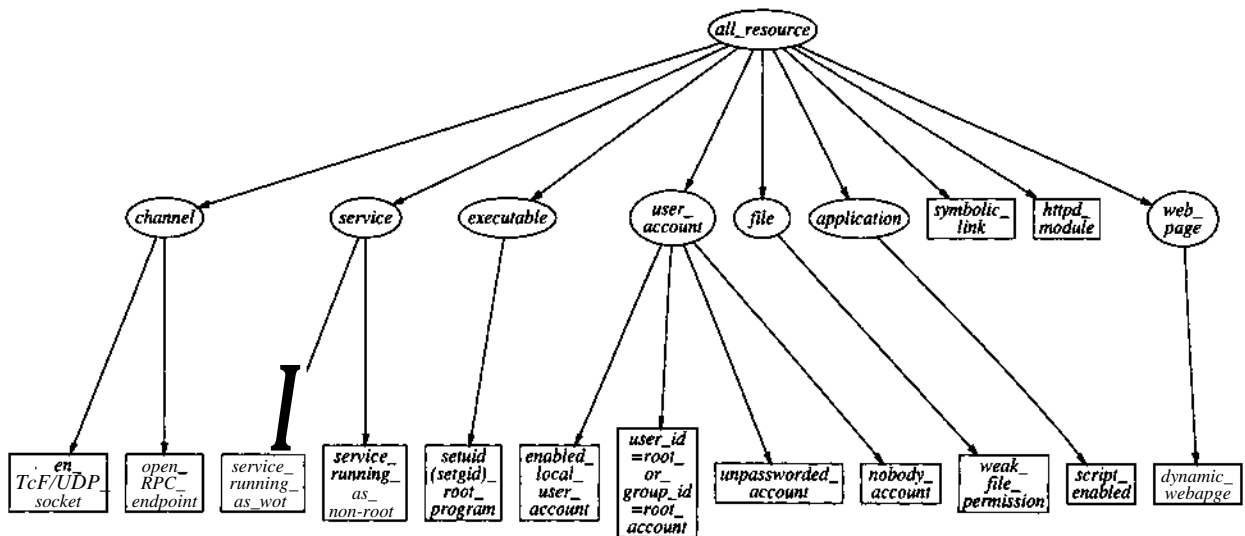 all_resource
channel
service
executable
user_
account
file
application
symbolic_
link
httpd_
module
web_
page
en_
TcF/UDP_
socket
open_
RPC_
endpoint
service_
running_
as_wot
service_
running_
as_
non-root
setuid
(setgid)_
root_
program
enabled_
local_
user_
account
user_id
=root_
or_
group_id
=root_
account
unpassworded_
account
nobody_
account
weak_
file_
permission
script_
enabled
dynamic_
webapge